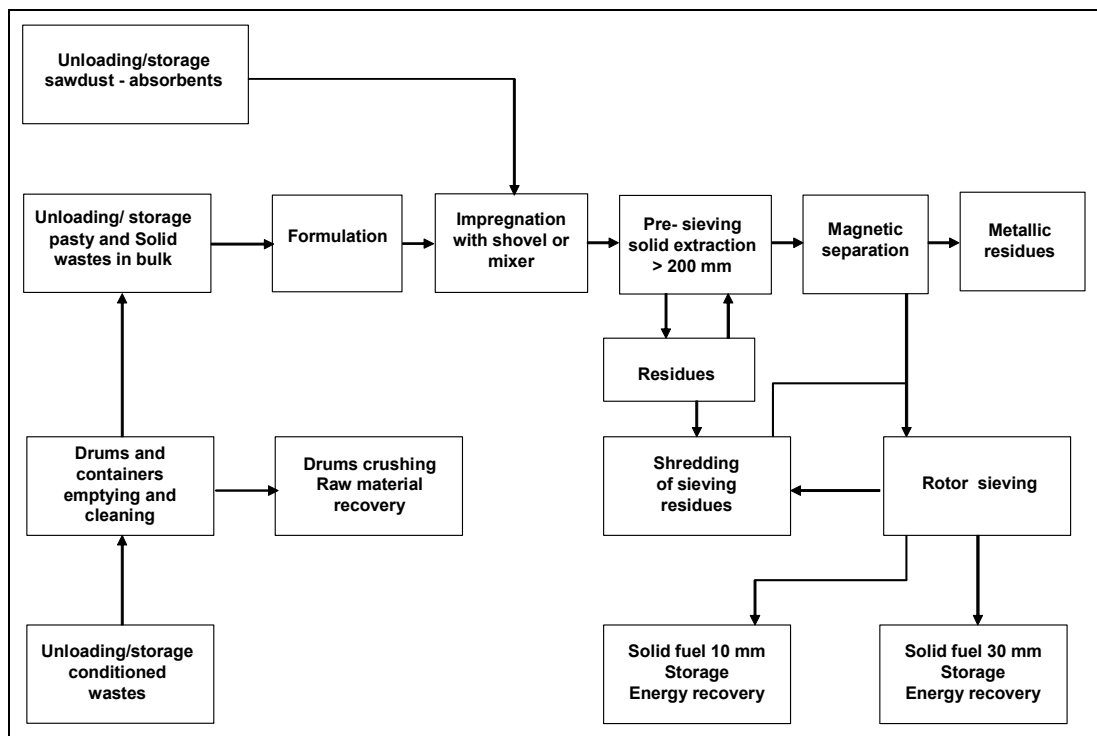 Unloading/storage
sawdust - absorbents
Unloading/ storage
pasty and Solid
wastes in bulk
Formulation
Impregnation
with shovel or
mixer
Pre- sieving
solid extraction
> 200 mm
Magnetic
separation
Metallic
residues
Residues
Drums and
containers
emptying and
cleaning
Drums crushing
Raw material
recovery
Shredding
of sieving
residues
Rotor sieving
Unloading/storage
conditioned
wastes
Solid fuel 10 mm
Storage
Energy recovery
Solid fuel 30 mm
Storage
Energy recovery